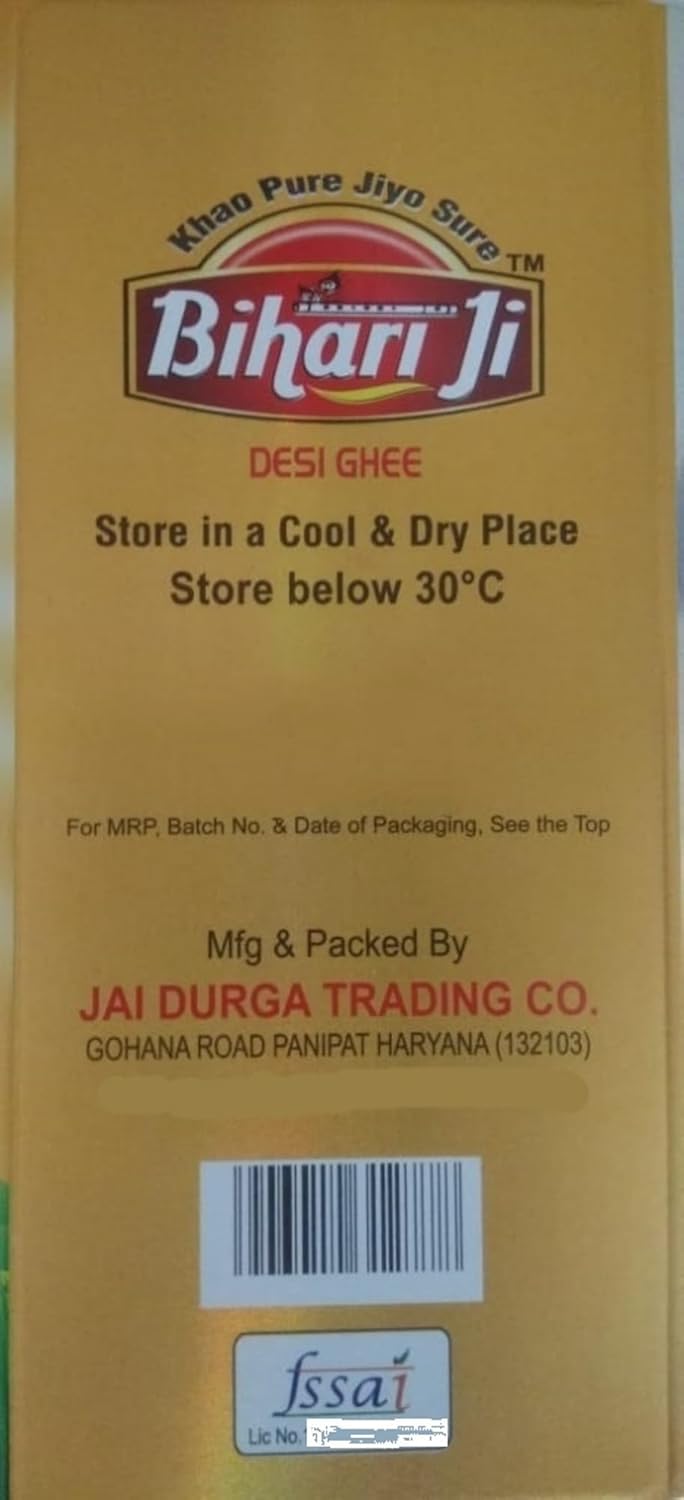 Khao Pure Jiyo Sure
TM
Bihari Ji
DESI GHEE
Store in a Cool & Dry Place
Store below 30°C
For MRP, Batch No. & Date of Packaging, See the Top
Mfg & Packed By
JAI DURGA TRADING CO.
GOHANA ROAD PANIPAT HARYANA (132103)
fssai
Lic No.